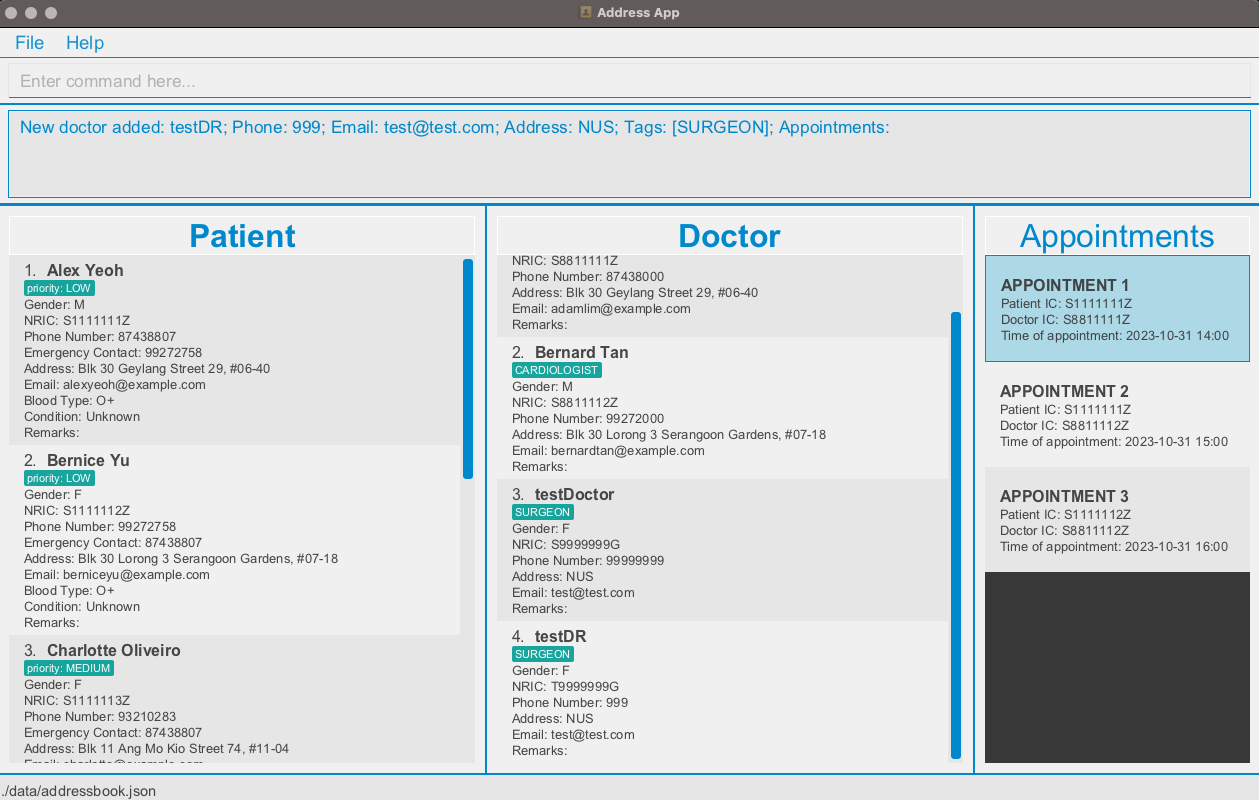 Address App
File Help
Enter command here...
New doctor added: testDR; Phone: 999; Email: test@test.com; Address: NUS; Tags: [SURGEON]; Appointments:
Patient
1. Alex Yeoh
priority: LOW
Gender: M
NRIC: S1111111Z
Phone Number: 87438807
Emergency Contact: 99272758
Address: Blk 30 Geylang Street 29, #06-40
Email: alexyeoh@example.com
Blood Type: O+
Condition: Unknown
Remarks:
2. Bernice Yu
priority: LOW
Gender: F
NRIC: S1111112Z
Phone Number: 99272758
Emergency Contact: 87438807
Address: Blk 30 Lorong 3 Serangoon Gardens, #07-18
Email: berniceyu@example.com
Blood Type: O+
Condition: Unknown
Remarks:
3. Charlotte Oliveiro
priority: MEDIUM
Gender: F
NRIC: S1111113Z
Phone Number: 93210283
Emergency Contact: 87438807
Address: Blk 11 Ang Mo Kio Street 74, #11-04
Email: charlotte@example.com
Doctor
NRIC: S8811111Z
Phone Number: 87438000
Address: Blk 30 Geylang Street 29, #06-40
Email: adamlim@example.com
Remarks:
2. Bernard Tan
CARDIOLOGIST
Gender: M
NRIC: S8811112Z
Phone Number: 99272000
Address: Blk 30 Lorong 3 Serangoon Gardens, #07-18
Email: bernardtan@example.com
Remarks:
3. testDoctor
SURGEON
Gender: F
NRIC: S9999999G
Phone Number: 99999999
Address: NUS
Email: test@test.com
Remarks:
4. testDR
SURGEON
Gender: F
NRIC: T9999999G
Phone Number: 999
Address: NUS
Email: test@test.com
Remarks:
Appointments
APPOINTMENT 1
Patient IC: S1111111Z
Doctor IC: S8811111Z
Time of appointment: 2023-10-31 14:00
APPOINTMENT 2
Patient IC: S1111111Z
Doctor IC: S8811112Z
Time of appointment: 2023-10-31 15:00
APPOINTMENT 3
Patient IC: S1111112Z
Doctor IC: S8811112Z
Time of appointment: 2023-10-31 16:00
./data/addressbook.json